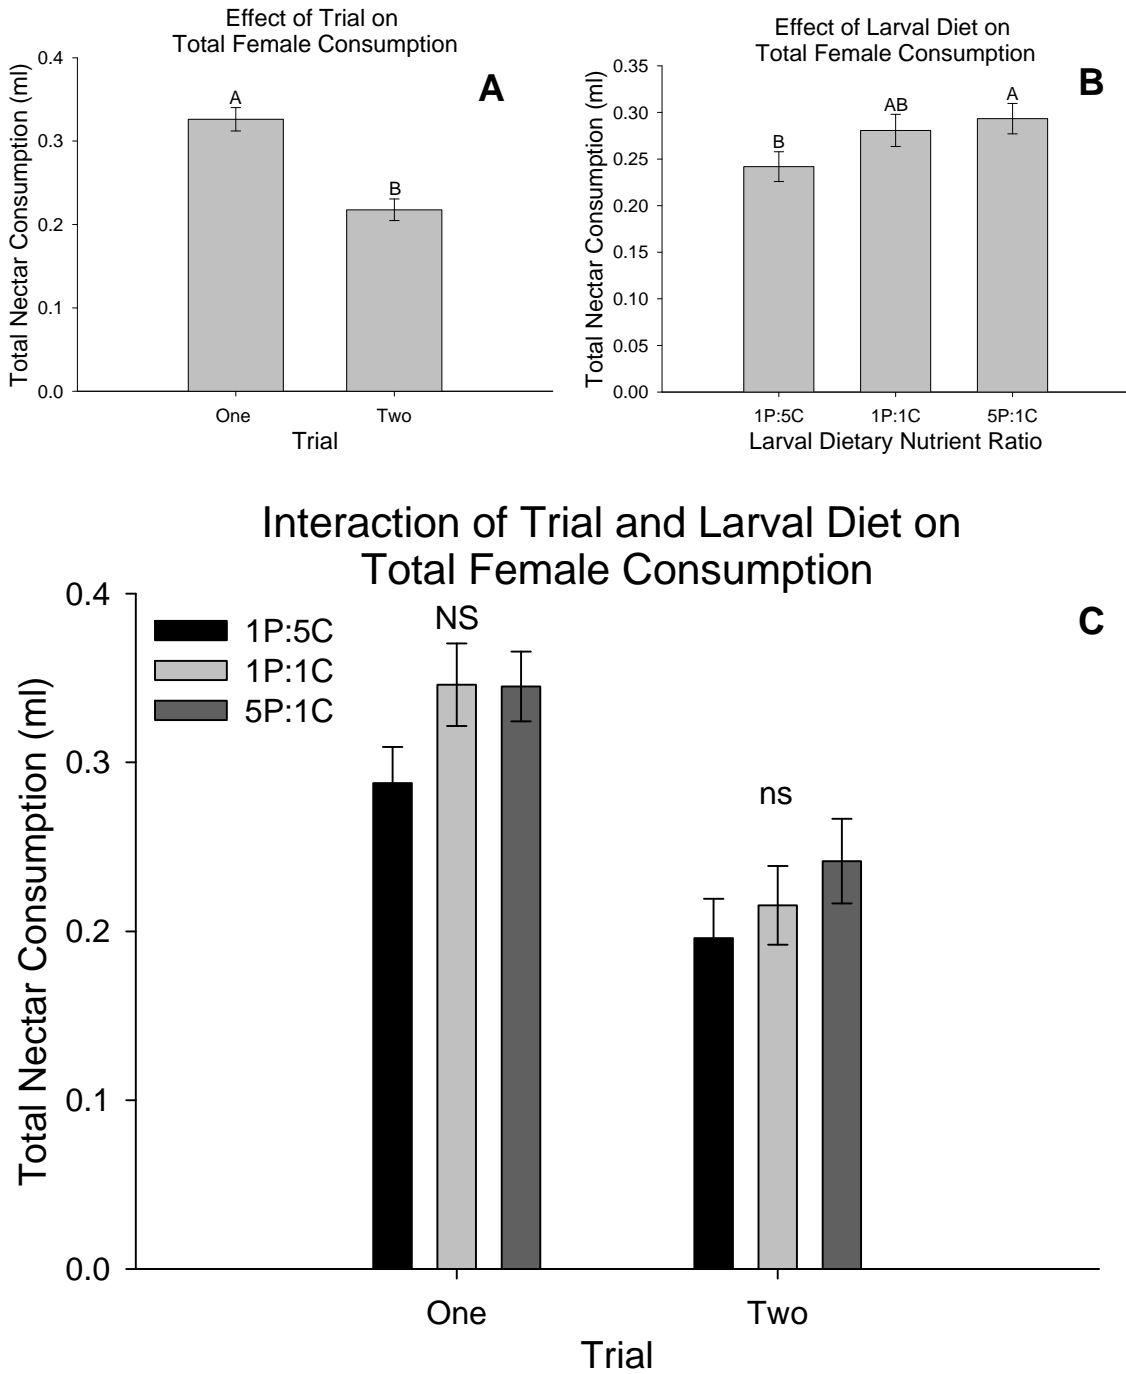 Effect of Trial on
Total Female Consumption
A
Total Nectar Consumption (ml)
0.4
0.3
0.2
0.1
0.0
A
B
One
Two
Trial
Effect of Larval Diet on
Total Female Consumption
B
Total Nectar Consumption (ml)
0.35
0.30
0.25
0.20
0.15
0.10
0.05
0.00
B
AB
A
1P:5C
1P:1C
5P:1C
Larval Dietary Nutrient Ratio
Interaction of Trial and Larval Diet on
Total Female Consumption
C
Total Nectar Consumption (ml)
0.4
0.3
0.2
0.1
0.0
1P:5C
1P:1C
5P:1C
NS
ns
One
Two
Trial